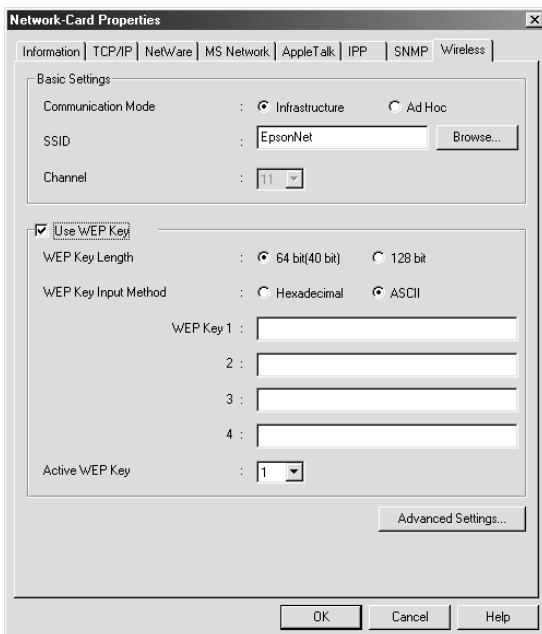 Network-Card Properties
Information TCP/IP NetWare MS Network AppleTalk IPP SNMP Wireless
Basic Settings
Communication Mode : Infrastructure Ad Hoc
SSID : EpsonNet Browse...
Channel : 11
Use WEP Key
WEP Key Length : 64 bit(40 bit) 128 bit
WEP Key Input Method : Hexadecimal ASCII
WEP Key 1 :
2 :
3 :
4 :
Active WEP Key : 1
Advanced Settings...
OK Cancel Help